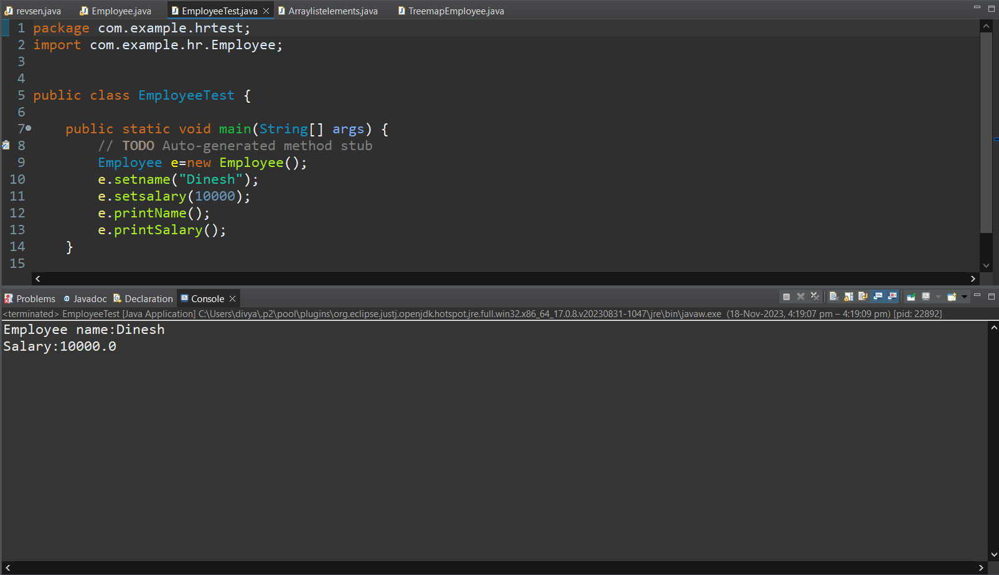 revsen.java Employee.java EmployeeTest.java Arraylistelements.java TreemapEmployee.java
1 package com.example.hrtest;
2 import com.example.hr.Employee;
3
4
5 public class EmployeeTest {
6
7 public static void main(String[] args) {
8 // TODO Auto-generated method stub
9 Employee e=new Employee();
10 e.setname("Dinesh");
11 e.setsalary(10000);
12 e.printName();
13 e.printSalary();
14 }
15
Problems @ Javadoc Declaration Console
<terminated> EmployeeTest [Java Application] C:\Users\divya\.p2\pool\plugins\org.eclipse.justj.openjdk.hotspot.jre.full.win32.x86_64_17.0.8.v20230831-1047\jre\bin\javaw.exe (18-Nov-2023, 4:19:07 pm – 4:19:09 pm) [pid: 22892]
Employee name:Dinesh
Salary:10000.0